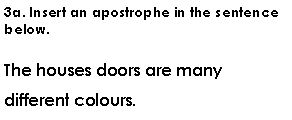 3a. Insert an apostrophe in the sentence
below.
The houses doors are many
different colours.